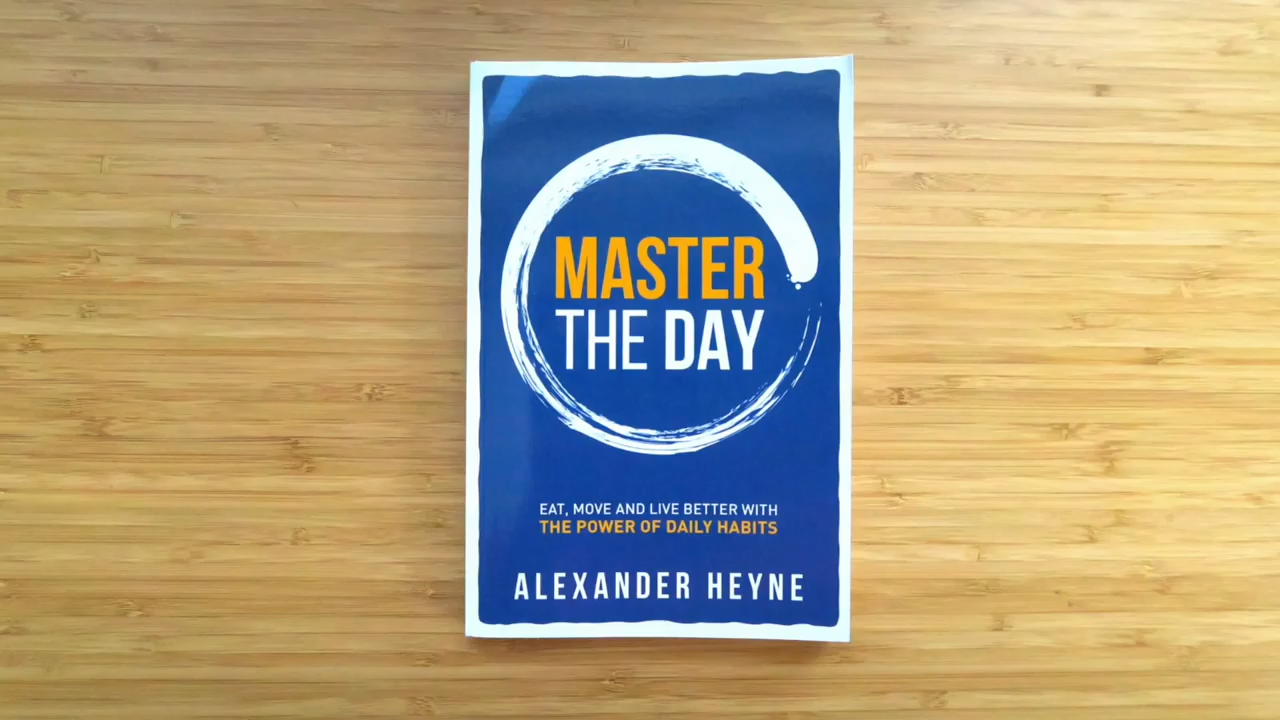 MASTER
THE DAY
EAT, MOVE AND LIVE BETTER WITH
THE POWER OF DAILY HABITS
ALEXANDER HEYNE